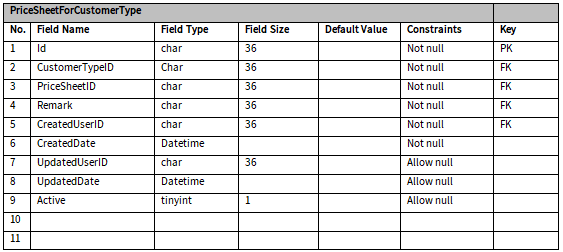 PriceSheetForCustomerType
No. Field Name Field Type Field Size Default Value Constraints Key
1 Id char 36 Not null PK
2 CustomerTypeID Char 36 Not null FK
3 PriceSheetID char 36 Not null FK
4 Remark char 36 Not null FK
5 CreatedUserID char 36 Not null FK
6 CreatedDate Datetime Not null
7 UpdatedUserID char 36 Allow null
8 UpdatedDate Datetime Allow null
9 Active tinyint 1 Allow null
10
11